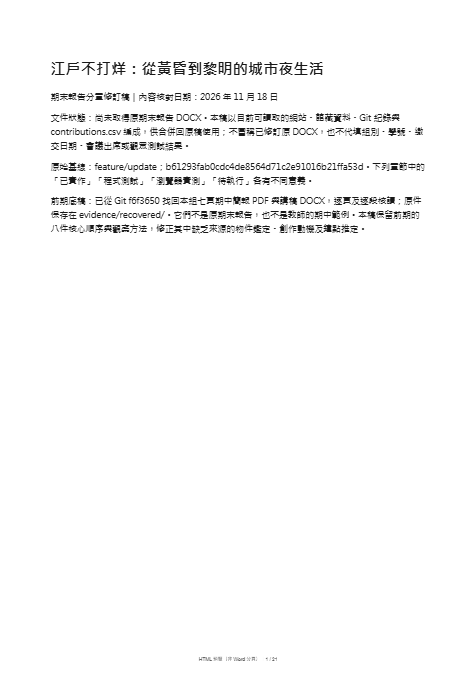 江戶不打烊：從黃昏到黎明的城市夜生活
期末報告分章修訂稿｜內容核對日期：2026 年 11 月 18 日
文件狀態：尚未取得原期末報告 DOCX。本稿以目前可讀取的網站、館藏資料、Git 紀錄與
contributions.csv 編成，供合併回原稿使用；不宣稱已修訂原 DOCX，也不代填組別、學號、繳
交日期、會議出席或觀眾測試結果。
原始基線：feature/update；b61293fab0cdc4de8564d71c2e91016b21ffa53d。下列章節中的
「已實作」「程式測試」「瀏覽器實測」「待執行」各有不同意義。
前期底稿：已從 Git f6f3650 找回本組七頁期中簡報 PDF 與講稿 DOCX，逐頁及逐段核讀；原件
保存在 evidence/recovered/。它們不是原期末報告，也不是教師的期中範例。本稿保留前期的
八件核心順序與觀展方法，修正其中缺乏來源的物件鑑定、創作動機及確點推定。
HTML 預覽（非 Word 分頁） 1 / 21